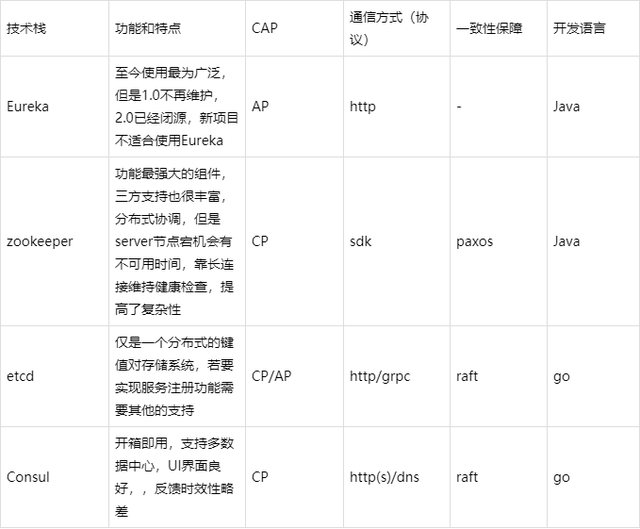 技术栈
功能和特点
CAP
通信方式（协
议）
一致性保障
开发语言
Eureka
至今使用最为广泛，
但是1.0不再维护，
2.0已经闭源，新项目
不适合使用Eureka
AP
http
-
Java
zookeeper
功能最强大的组件，
三方支持也很丰富，
分布式协调，但是
server节点宕机会有
不可用时间，靠长连
接维持健康检查，提
高了复杂性
CP
sdk
paxos
Java
etcd
仅是一个分布式的键
值对存储系统，若要
实现服务注册功能需
要其他的支持
CP/AP
http/grpc
raft
go
Consul
开箱即用，支持多数
据中心，UI界面良
好，，反馈时效性略
差
CP
http(s)/dns
raft
go